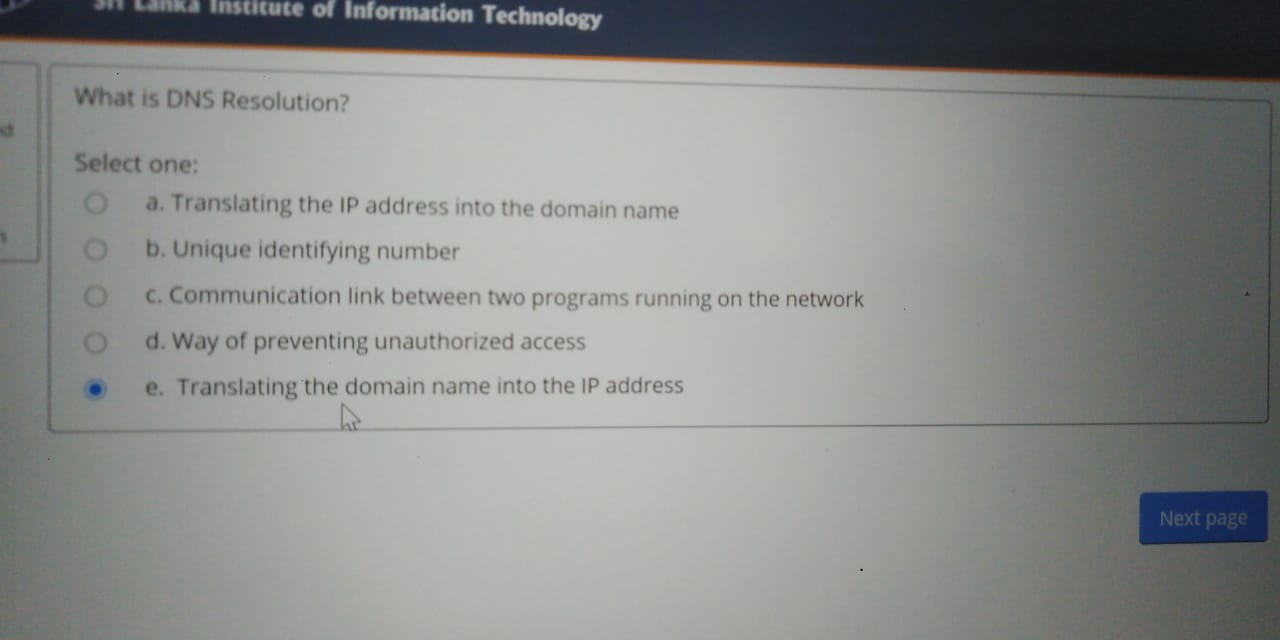 Sri Lanka Institute of Information Technology
What is DNS Resolution?
Select one:
a. Translating the IP address into the domain name
b. Unique identifying number
c. Communication link between two programs running on the network
d. Way of preventing unauthorized access
e. Translating the domain name into the IP address
Next page